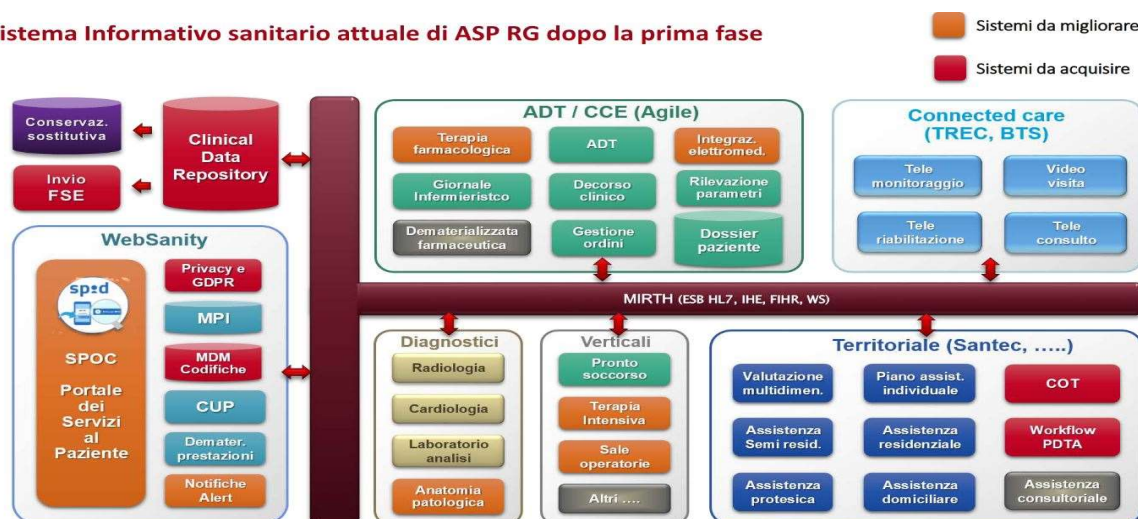 istema Informativo sanitario attuale di ASP RG dopo la prima fase
Sistemi da migliorare
Sistemi da acquisire
Conservaz.
sostitutiva
Invio
FSE
Clinical
Data
Repository
WebSanity
spid
SPOC
Portale
dei
Servizi
al
Paziente
Privacy e
GDPR
MPI
MDM
Codifiche
CUP
Demater.
prestazioni
Notifiche
Alert
ADT / CCE (Agile)
Terapia
farmacologica
ADT
Integraz.
elettromed.
Giornale
Infermieristco
Decorso
clinico
Rilevazione
parametri
Dematerializzata
farmaceutica
Gestione
ordini
Dossier
paziente
Connected care
(TREC, BTS)
Tele
monitoraggio
Video
visita
Tele
riabilitazione
Tele
consulto
MIRTH (ESB HL7, IHE, FIHR, WS)
Diagnostici
Radiologia
Cardiologia
Laboratorio
analisi
Anatomia
patologica
Verticali
Pronto
soccorso
Terapia
Intensiva
Sale
operatorie
Altri ....
Territoriale (Santec, .....)
Valutazione
multidimen.
Piano assist.
individuale
COT
Assistenza
Semi resid.
Assistenza
residenziale
Workflow
PDTA
Assistenza
protesica
Assistenza
domiciliare
Assistenza
consultoriale